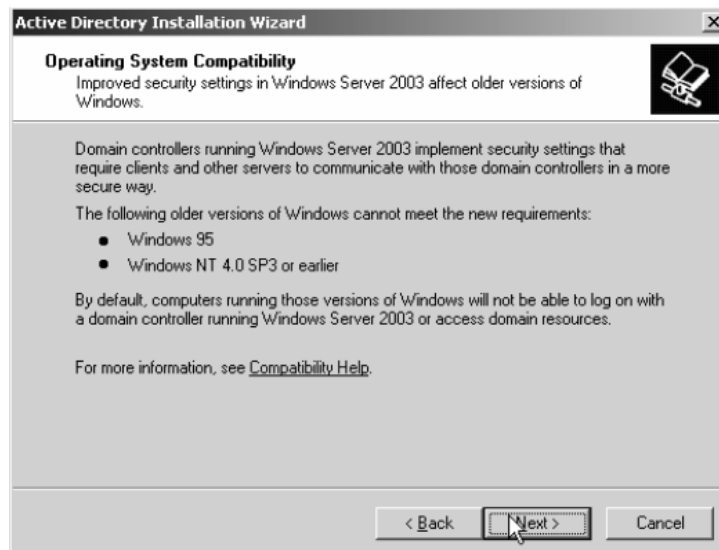 Active Directory Installation Wizard
Operating System Compatibility
Improved security settings in Windows Server 2003 affect older versions of
Windows.
Domain controllers running Windows Server 2003 implement security settings that
require clients and other servers to communicate with those domain controllers in a more
secure way.
The following older versions of Windows cannot meet the new requirements:
● Windows 95
● Windows NT 4.0 SP3 or earlier
By default, computers running those versions of Windows will not be able to log on with
a domain controller running Windows Server 2003 or access domain resources.
For more information, see Compatibility Help.
< Back Next > Cancel